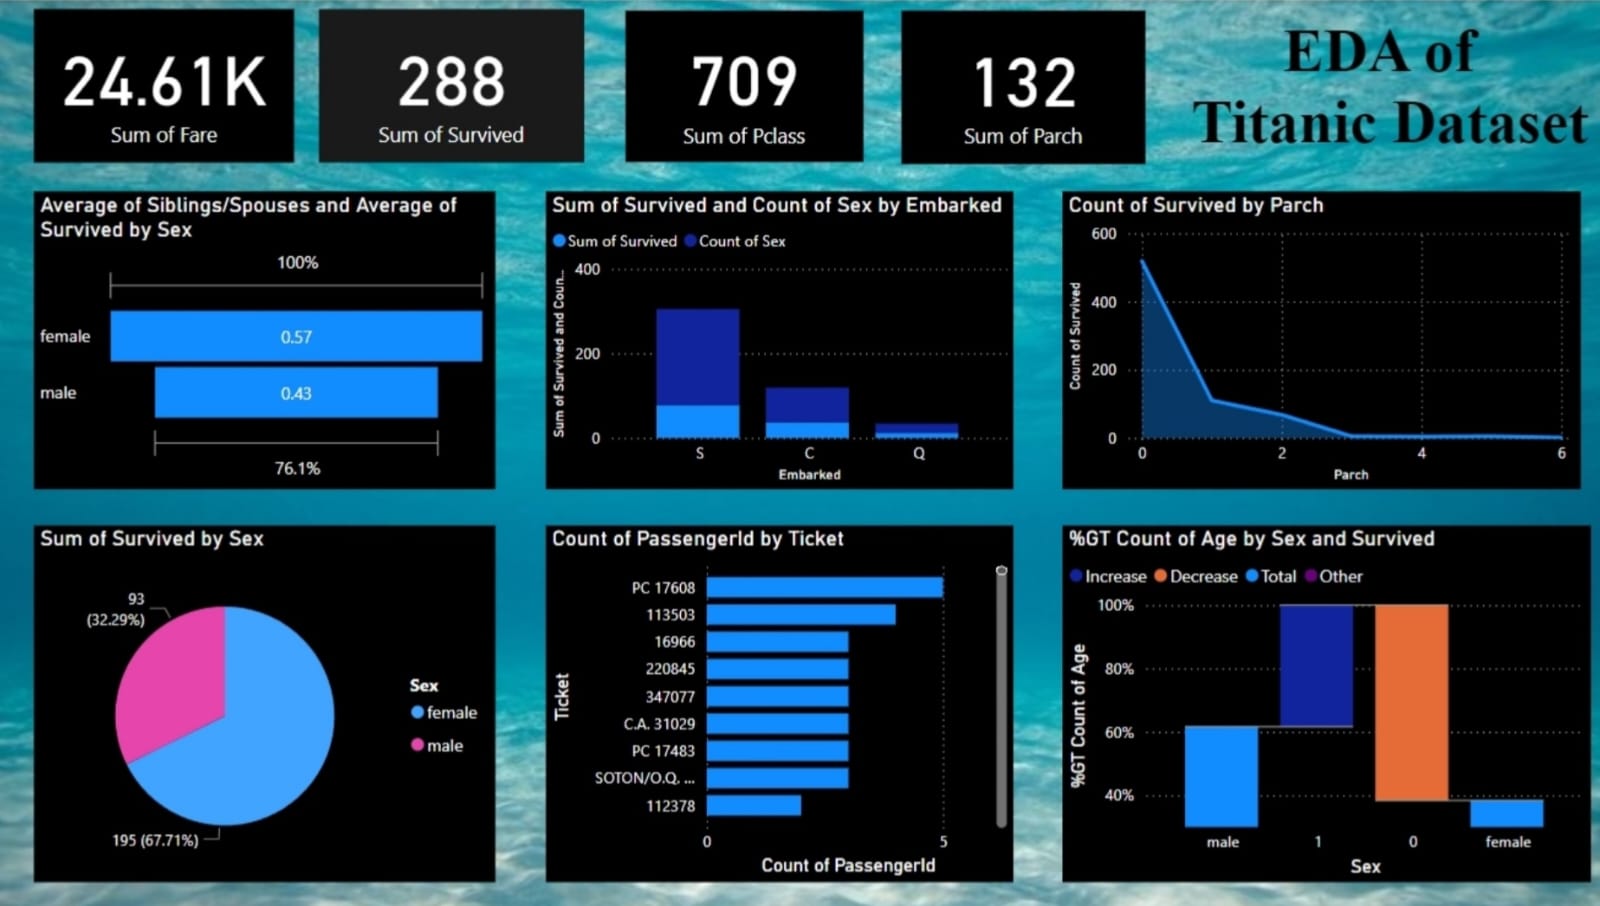 24.61K
Sum of Fare
288
Sum of Survived
709
Sum of Pclass
132
Sum of Parch
EDA of
Titanic Dataset
Average of Siblings/Spouses and Average of
Survived by Sex
100%
female
0.57
male
0.43
76.1%
Sum of Survived and Count of Sex by Embarked
Sum of Survived
Count of Sex
Sum of Survived and Coun...
400
200
0
S
C
Q
Embarked
Count of Survived by Parch
Count of Survived
600
400
200
0
0
2
4
6
Parch
Sum of Survived by Sex
93
(32.29%)
195 (67.71%)
Sex
female
male
Count of PassengerId by Ticket
Ticket
PC 17608
113503
16966
220845
347077
C.A. 31029
PC 17483
SOTON/O.Q. ...
112378
0
5
Count of PassengerId
%GT Count of Age by Sex and Survived
Increase
Decrease
Total
Other
%GT Count of Age
100%
80%
60%
40%
male
1
0
female
Sex